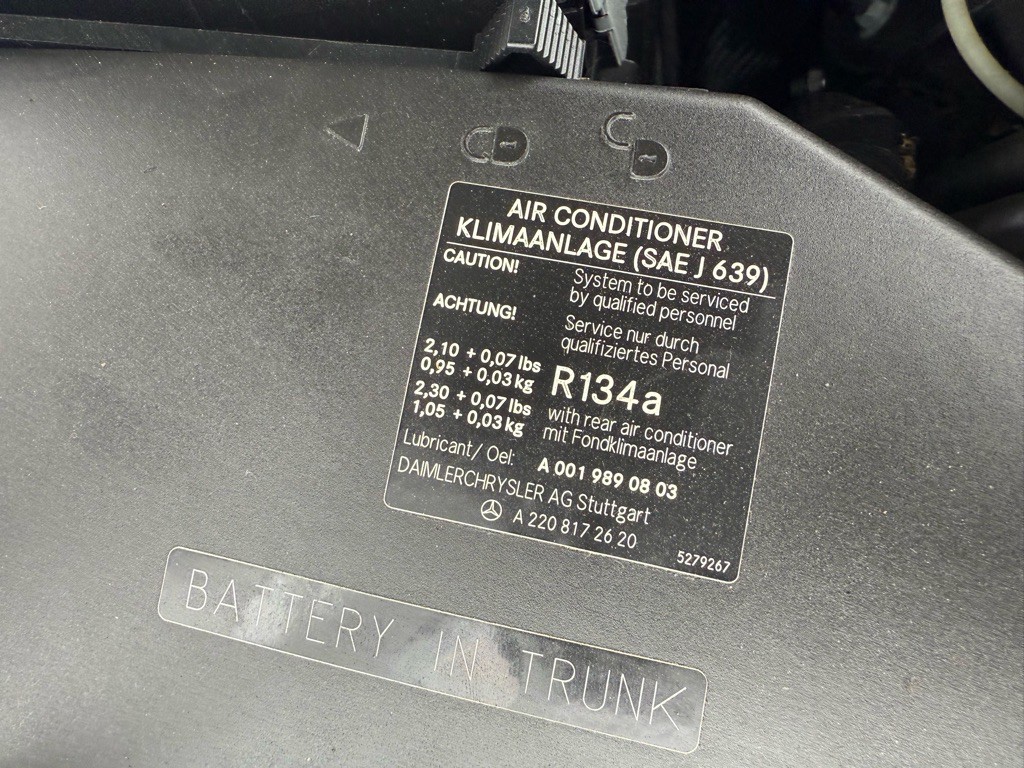 AIR CONDITIONER
KLIMAANLAGE (SAE J 639)
CAUTION!
System to be serviced
by qualified personnel
ACHTUNG!
Service nur durch
qualifiziertes Personal
2,10 + 0,07 lbs
0,95 + 0,03 kg
R134a
2,30 + 0,07 lbs
1,05 + 0,03 kg
with rear air conditioner
mit Fondklimaanlage
Lubricant/ Oel: A 001 989 08 03
DAIMLERCHRYSLER AG Stuttgart
A 220 817 26 20
5279267
BATTERY IN TRUNK